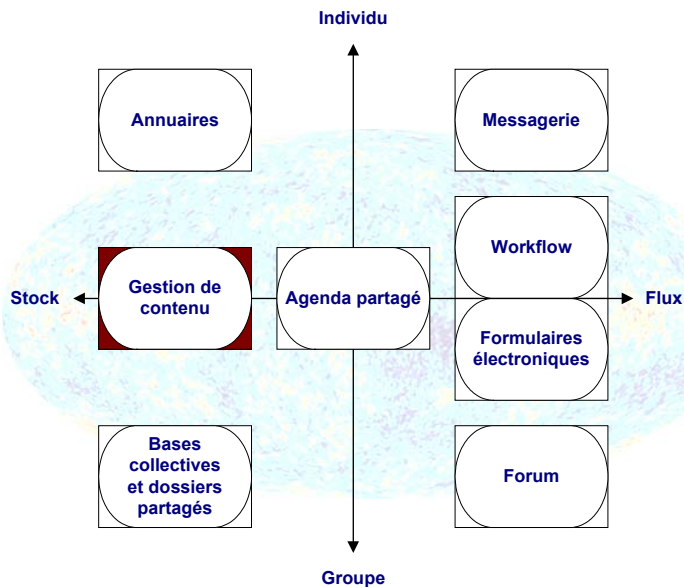 Individu
Annuaires
Messagerie
Workflow
Stock
Gestion de
contenu
Agenda partagé
Flux
Formulaires
électroniques
Bases
collectives
et dossiers
partagés
Forum
Groupe